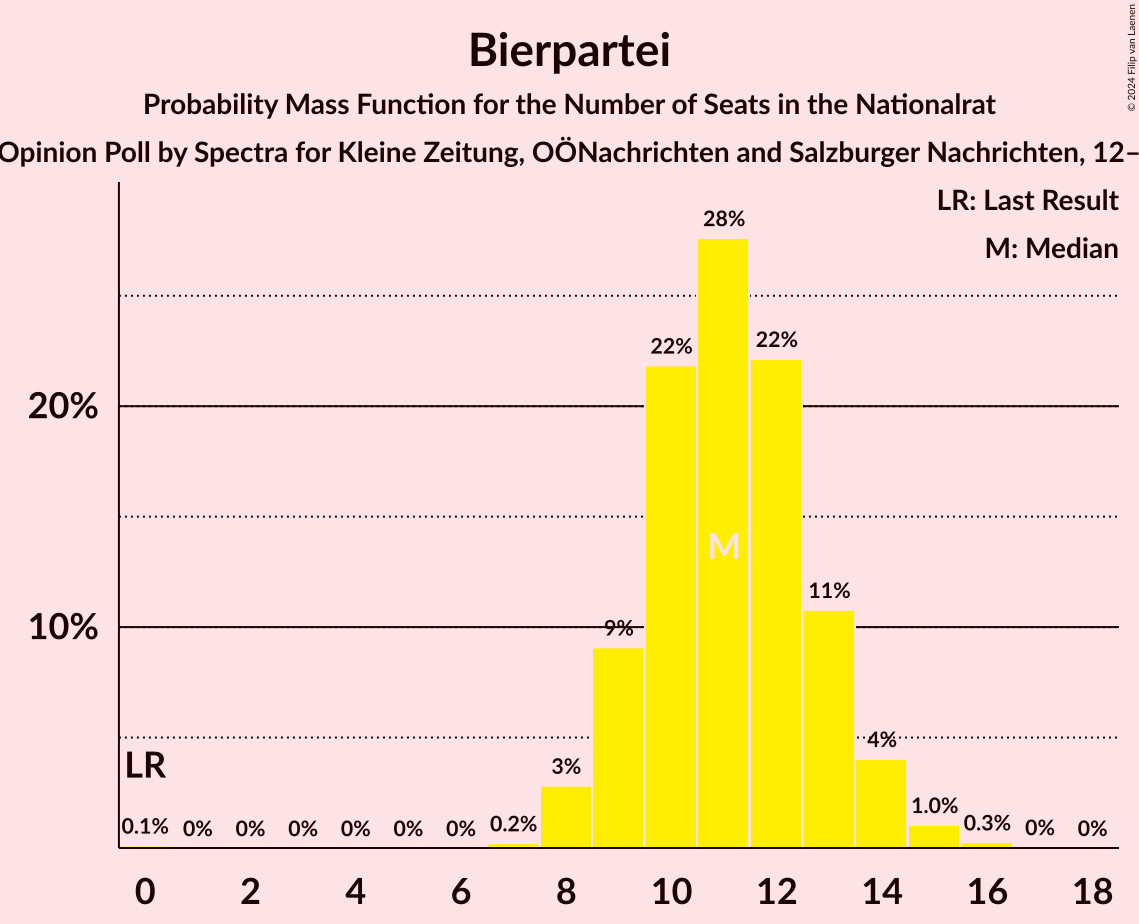 Bierpartei
Probability Mass Function for the Number of Seats in the Nationalrat
Opinion Poll by Spectra for Kleine Zeitung, OÖNachrichten and Salzburger Nachrichten, 12–
© 2024 Filip van Laenen
LR: Last Result
M: Median
28%
22% 22%
20%
M
11%
10%
9%
4%
LR
3%
1.0%
0.1% 0% 0% 0% 0% 0% 0% 0.2% 0.3% 0% 0%
0 2 4 6 8 10 12 14 16 18